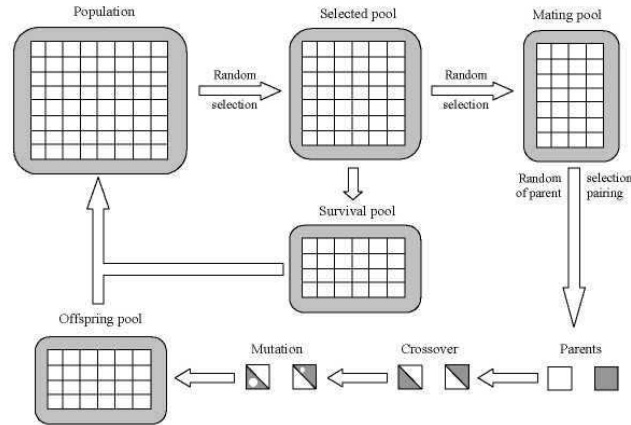 Population
Selected pool
Mating pool
Random
selection
Random
selection
Random selection
of parent pairing
Survival pool
Offspring pool
Mutation
Crossover
Parents